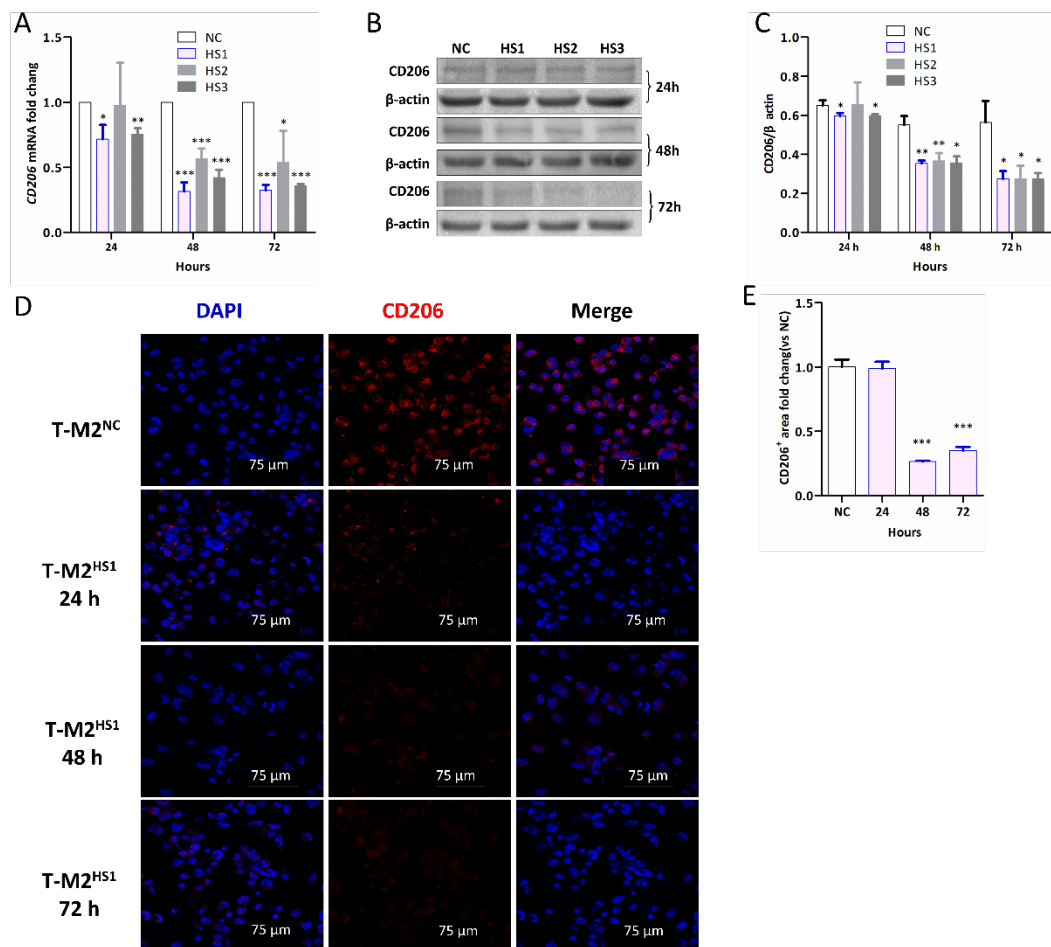 A
CD206 mRNA fold chang
1.5
1.0
0.5
0.0
NC
HS1
HS2
HS3
* ** *** *** *** *** * ***
24 48 72
Hours
B
NC HS1 HS2 HS3
CD206
β-actin
24h
CD206
β-actin
48h
CD206
β-actin
72h
C
CD206/β actin
1.0
0.8
0.6
0.4
0.2
0.0
NC
HS1
HS2
HS3
* * ** ** * * * *
24 h 48 h 72 h
Hours
D
DAPI CD206 Merge
T-M2NC
75 µm 75 µm 75 µm
T-M2HS1
24 h
75 µm 75 µm 75 µm
T-M2HS1
48 h
75 µm 75 µm 75 µm
T-M2HS1
72 h
75 µm 75 µm 75 µm
E
CD206+ area fold chang(vs NC)
1.5
1.0
0.5
0.0
*** ***
NC 24 48 72
Hours